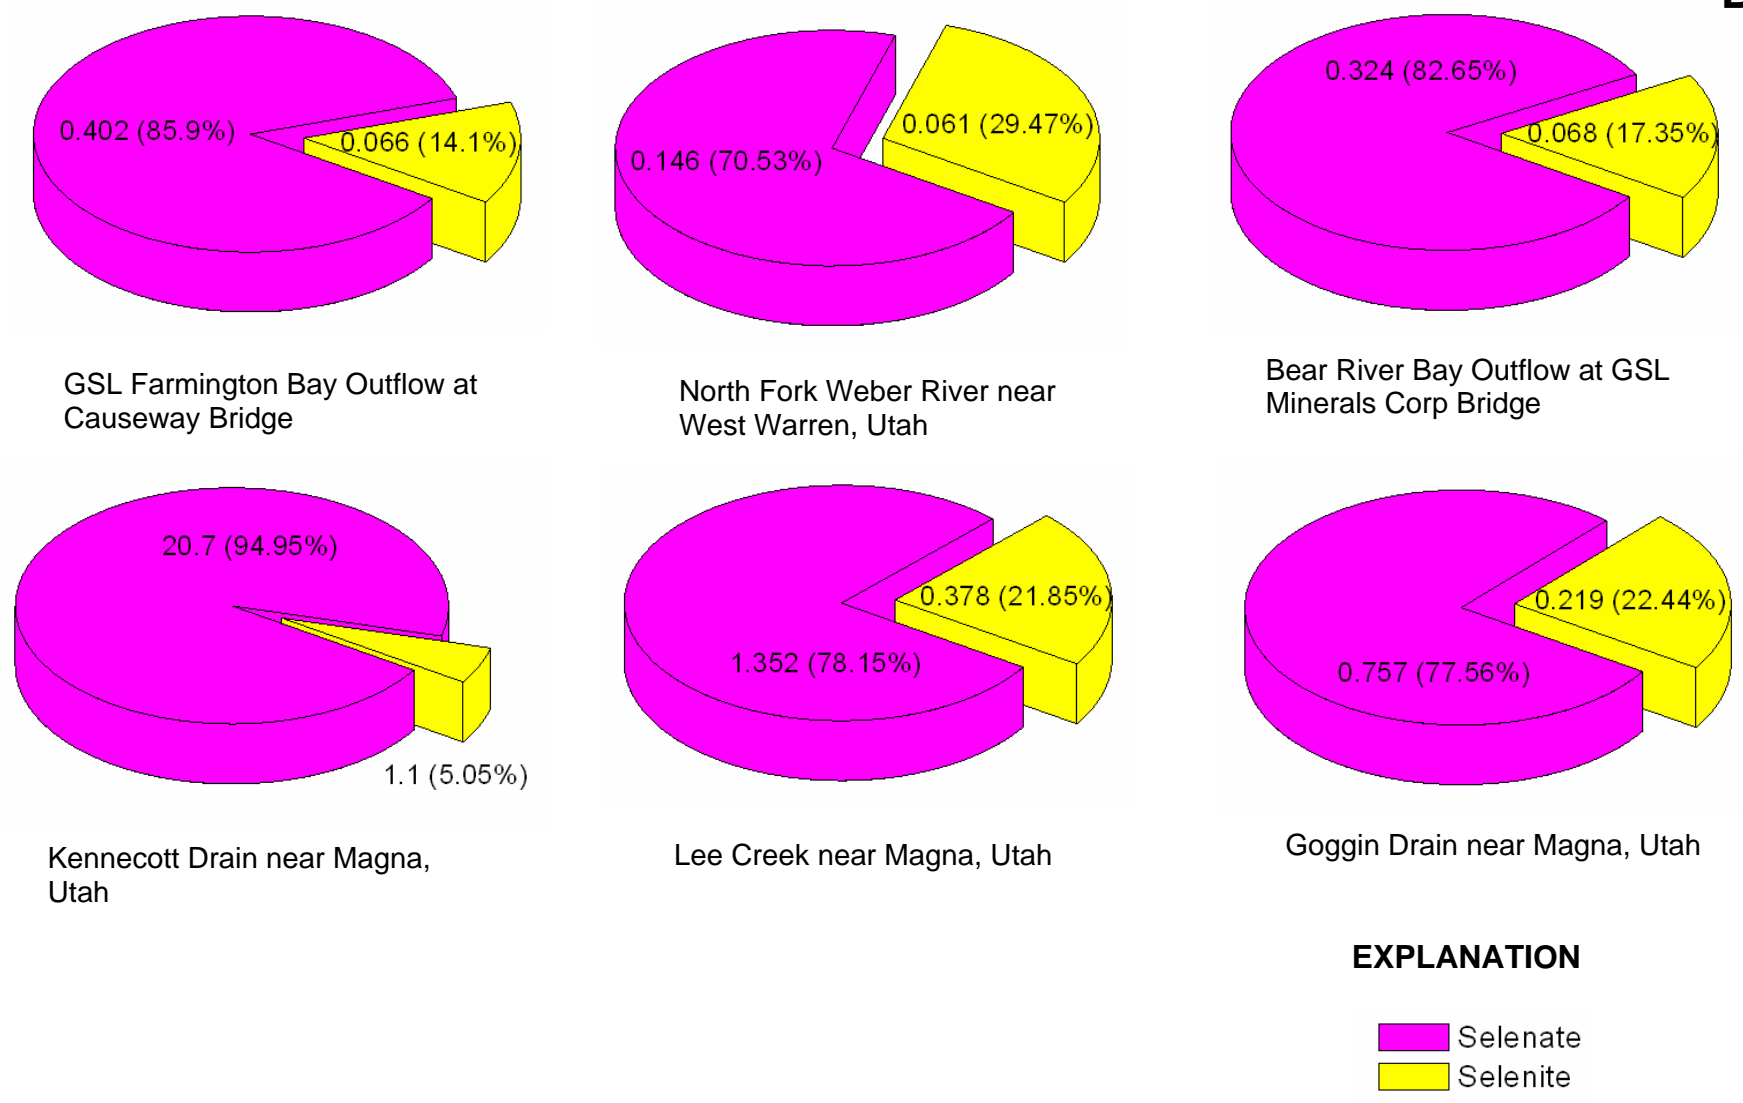 0.402 (85.9%)
0.066 (14.1%)
GSL Farmington Bay Outflow at
Causeway Bridge
0.146 (70.53%)
0.061 (29.47%)
North Fork Weber River near
West Warren, Utah
0.324 (82.65%)
0.068 (17.35%)
Bear River Bay Outflow at GSL
Minerals Corp Bridge
20.7 (94.95%)
1.1 (5.05%)
Kennecott Drain near Magna,
Utah
1.352 (78.15%)
0.378 (21.85%)
Lee Creek near Magna, Utah
0.757 (77.56%)
0.219 (22.44%)
Goggin Drain near Magna, Utah
EXPLANATION
Selenate
Selenite